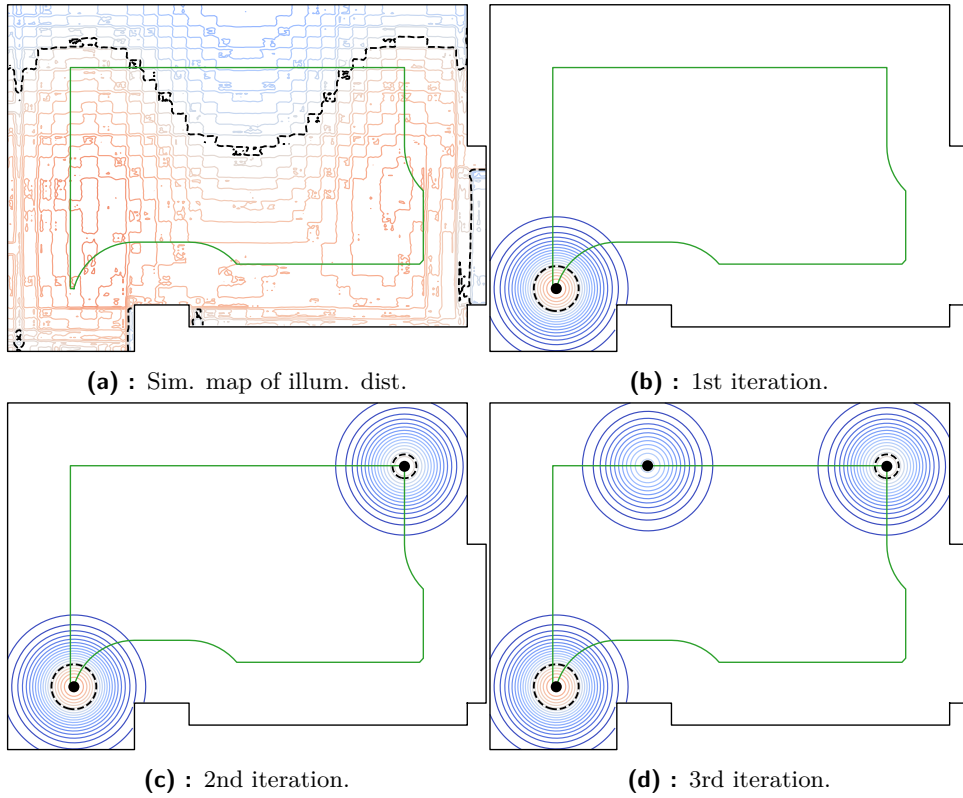 (a) : Sim. map of illum. dist.
(b) : 1st iteration.
(c) : 2nd iteration.
(d) : 3rd iteration.